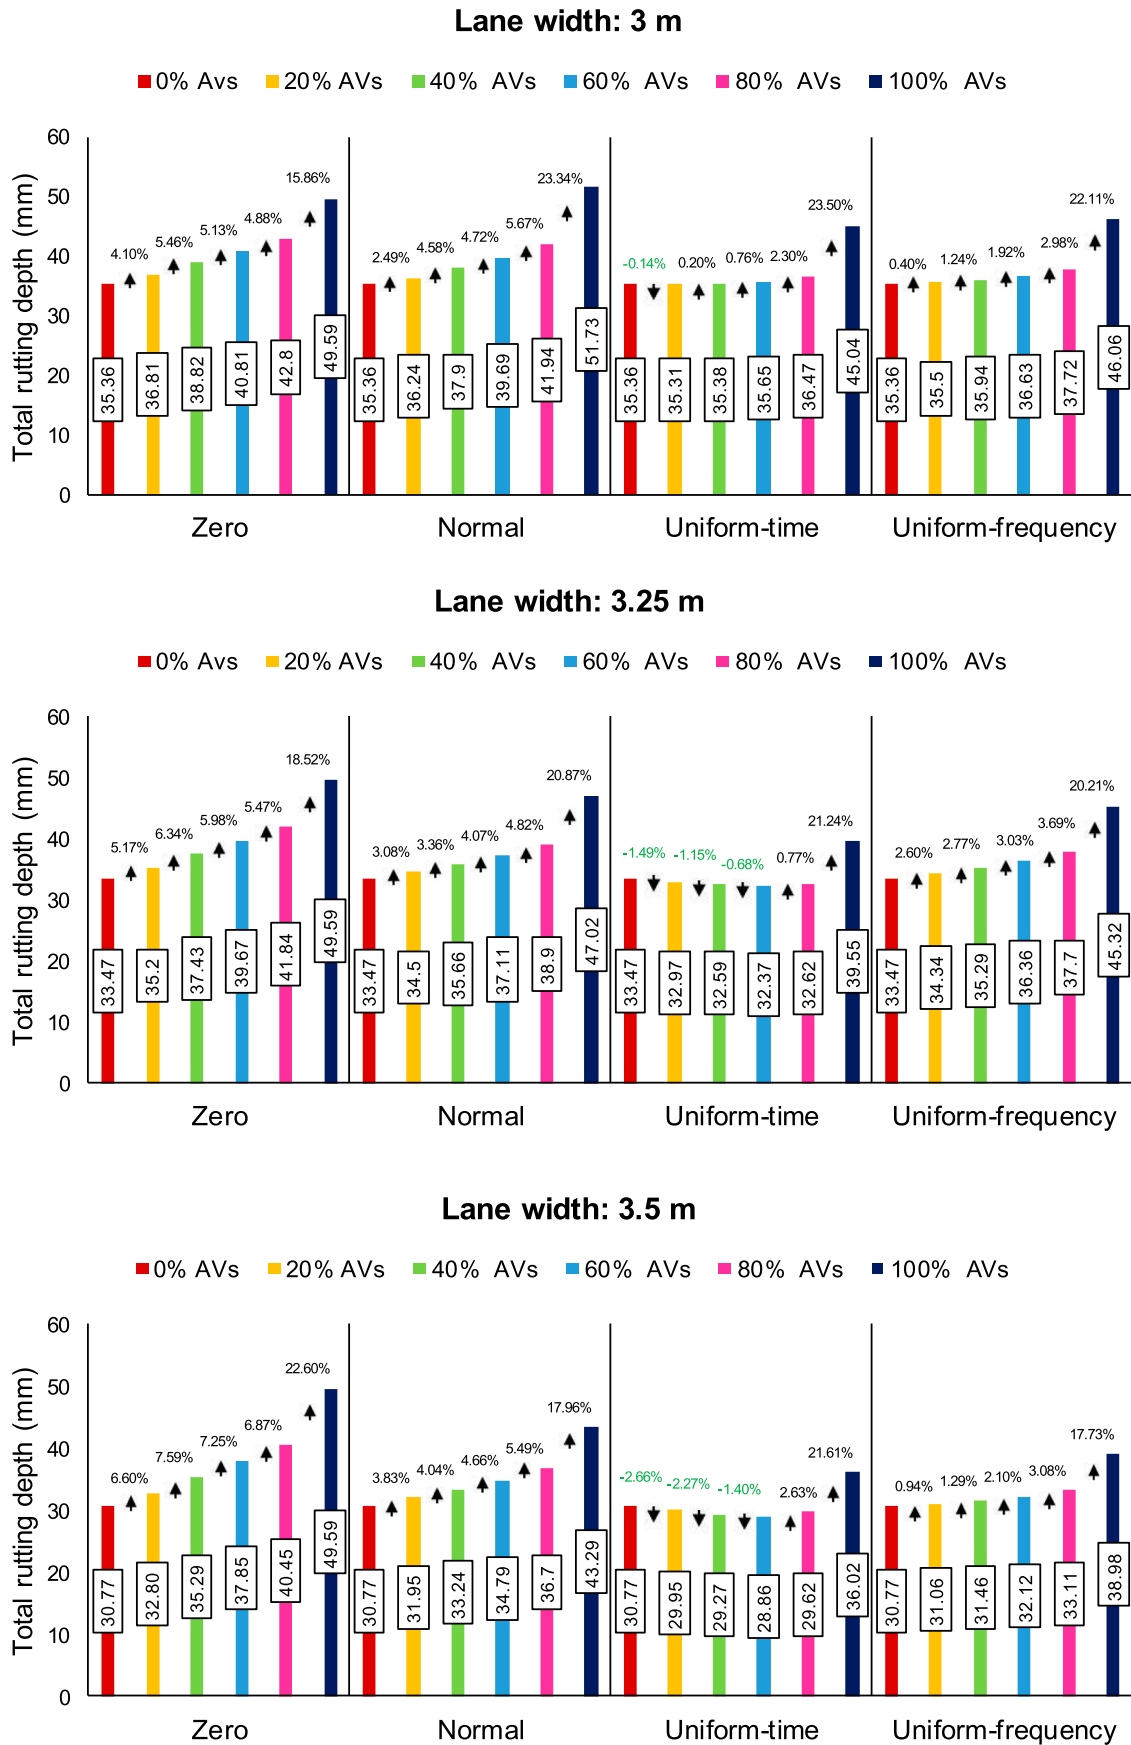 Lane width: 3 m
0% Avs 20% AVs 40% AVs 60% AVs 80% AVs 100% AVs
Total rutting depth (mm)
60
50
40
30
20
10
0
4.10% 5.46% 5.13% 4.88% 15.86%
35.36 36.81 38.82 40.81 42.8 49.59
2.49% 4.58% 4.72% 5.67% 23.34%
35.36 36.24 37.9 39.69 41.94 51.73
-0.14% 0.20% 0.76% 2.30% 23.50%
35.36 35.31 35.38 35.65 36.47 45.04
0.40% 1.24% 1.92% 2.98% 22.11%
35.36 35.5 35.94 36.63 37.72 46.06
Zero Normal Uniform-time Uniform-frequency
Lane width: 3.25 m
0% Avs 20% AVs 40% AVs 60% AVs 80% AVs 100% AVs
Total rutting depth (mm)
60
50
40
30
20
10
0
5.17% 6.34% 5.98% 5.47% 18.52%
33.47 35.2 37.43 39.67 41.84 49.59
3.08% 3.36% 4.07% 4.82% 20.87%
33.47 34.5 35.66 37.11 38.9 47.02
-1.49% -1.15% -0.68% 0.77% 21.24%
33.47 32.97 32.59 32.37 32.62 39.55
2.60% 2.77% 3.03% 3.69% 20.21%
33.47 34.34 35.29 36.36 37.7 45.32
Zero Normal Uniform-time Uniform-frequency
Lane width: 3.5 m
0% AVs 20% AVs 40% AVs 60% AVs 80% AVs 100% AVs
Total rutting depth (mm)
60
50
40
30
20
10
0
6.60% 7.59% 7.25% 6.87% 22.60%
30.77 32.80 35.29 37.85 40.45 49.59
3.83% 4.04% 4.66% 5.49% 17.96%
30.77 31.95 33.24 34.79 36.7 43.29
-2.66% -2.27% -1.40% 2.63% 21.61%
30.77 29.95 29.27 28.86 29.62 36.02
0.94% 1.29% 2.10% 3.08% 17.73%
30.77 31.06 31.46 32.12 33.11 38.98
Zero Normal Uniform-time Uniform-frequency